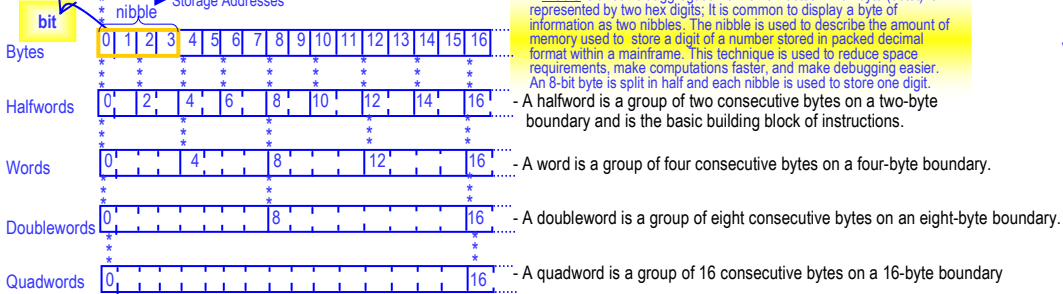 Storage Addresses
nibble
bit
represented by two hex digits; It is common to display a byte of
information as two nibbles. The nibble is used to describe the amount of
memory used to store a digit of a number stored in packed decimal
format within a mainframe. This technique is used to reduce space
requirements, make computations faster, and make debugging easier.
An 8-bit byte is split in half and each nibble is used to store one digit.
Bytes
0 1 2 3 4 5 6 7 8 9 10 11 12 13 14 15 16
* * * * * * * * *
* * * * * * * * *
* * * * * * * * *
Halfwords
0 2 4 6 8 10 12 14 16
- A halfword is a group of two consecutive bytes on a two-byte
boundary and is the basic building block of instructions.
Words
0 4 8 12 16
- A word is a group of four consecutive bytes on a four-byte boundary.
Doublewords
0 8 16
- A doubleword is a group of eight consecutive bytes on an eight-byte boundary.
Quadwords
0 16
- A quadword is a group of 16 consecutive bytes on a 16-byte boundary